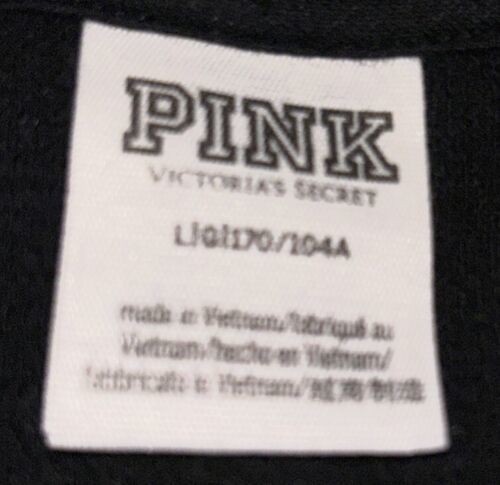 PINK
VICTORIA'S SECRET
L|G|170/104A
made in Vietnam/fabriqué au
Vietnam/hecho en Vietnam/
in Vietnam/越南制造